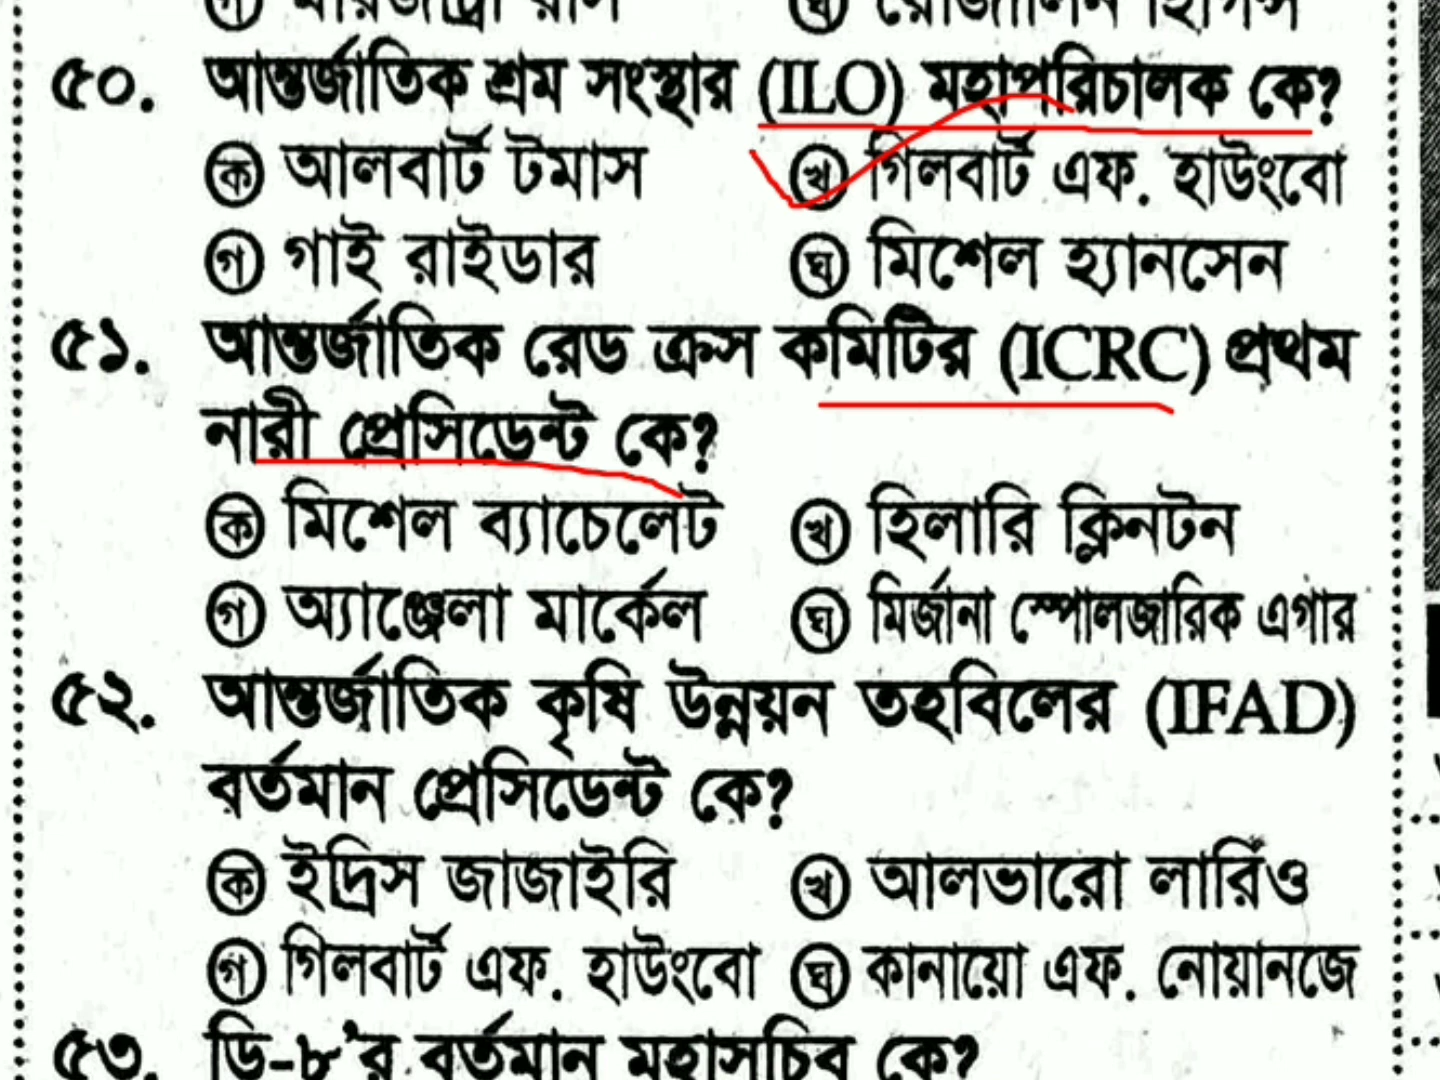 ৫০. আন্তর্জাতিক শ্রম সংস্থার (ILO) মহাপরিচালক কে?
ক আলবার্ট টমাস খ গিলবার্ট এফ. হাউংবো
গ গাই রাইডার ঘ মিশেল হ্যানসেন
৫১. আন্তর্জাতিক রেড ক্রস কমিটির (ICRC) প্রথম
নারী প্রেসিডেন্ট কে?
ক মিশেল ব্যাচেলেট খ হিলারি ক্লিনটন
গ অ্যাঞ্জেলা মার্কেল ঘ মির্জানা স্পোলজারিক এগার
৫২. আন্তর্জাতিক কৃষি উন্নয়ন তহবিলের (IFAD)
বর্তমান প্রেসিডেন্ট কে?
ক ইদ্রিস জাজাইরি খ আলভারো লারিঁও
গ গিলবার্ট এফ. হাউংবো ঘ কানায়ো এফ. নোয়ানজে
৫৩. ডি-৮'র বর্তমান মহাসচিব কে?